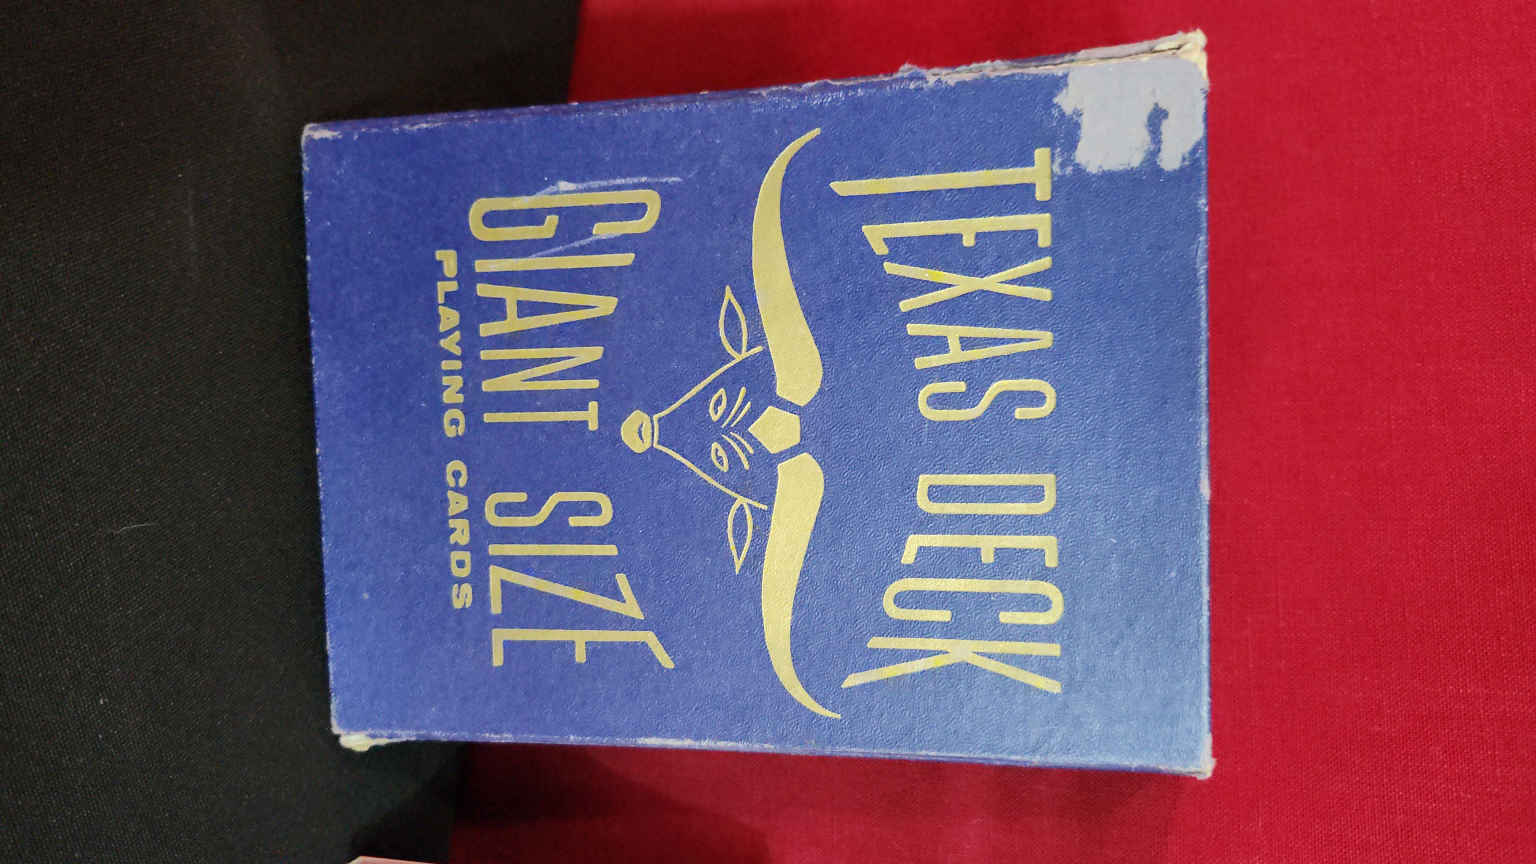 TEXAS DECK
GIANT SIZE
PLAYING CARDS